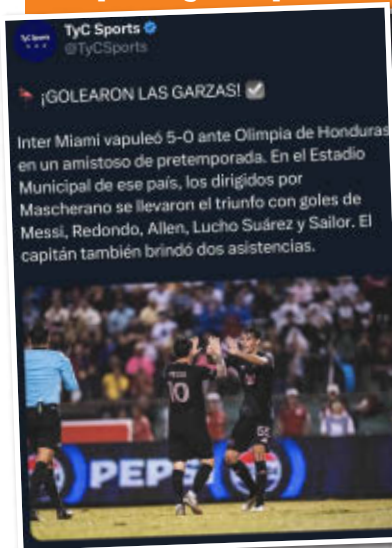 TyC Sports
@TyCSports
¡GOLEARON LAS GARZAS!
Inter Miami vapuleó 5-0 ante Olimpia de Honduras
en un amistoso de pretemporada. En el Estadio
Municipal de ese país, los dirigidos por
Mascherano se llevaron el triunfo con goles de
Messi, Redondo, Allen, Lucho Suárez y Sailor. El
capitán también brindó dos asistencias.
10
PEPSI